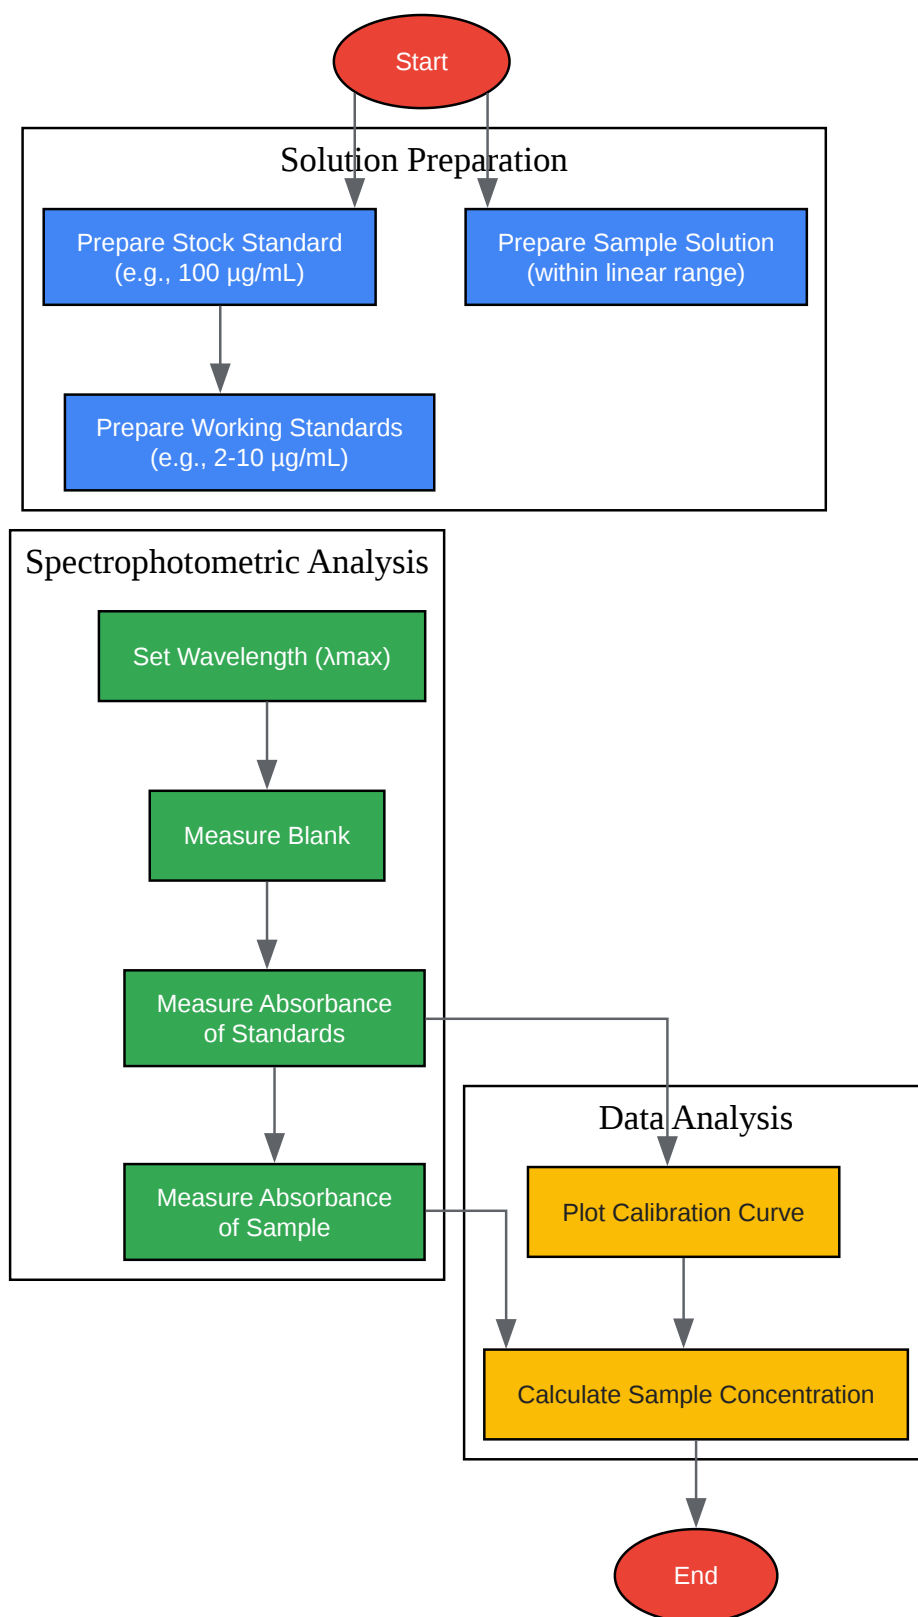 Start
Solution Preparation
Prepare Stock Standard
(e.g., 100 µg/mL)
Prepare Sample Solution
(within linear range)
Prepare Working Standards
(e.g., 2-10 µg/mL)
Spectrophotometric Analysis
Set Wavelength (λmax)
Measure Blank
Measure Absorbance
of Standards
Measure Absorbance
of Sample
Data Analysis
Plot Calibration Curve
Calculate Sample Concentration
End